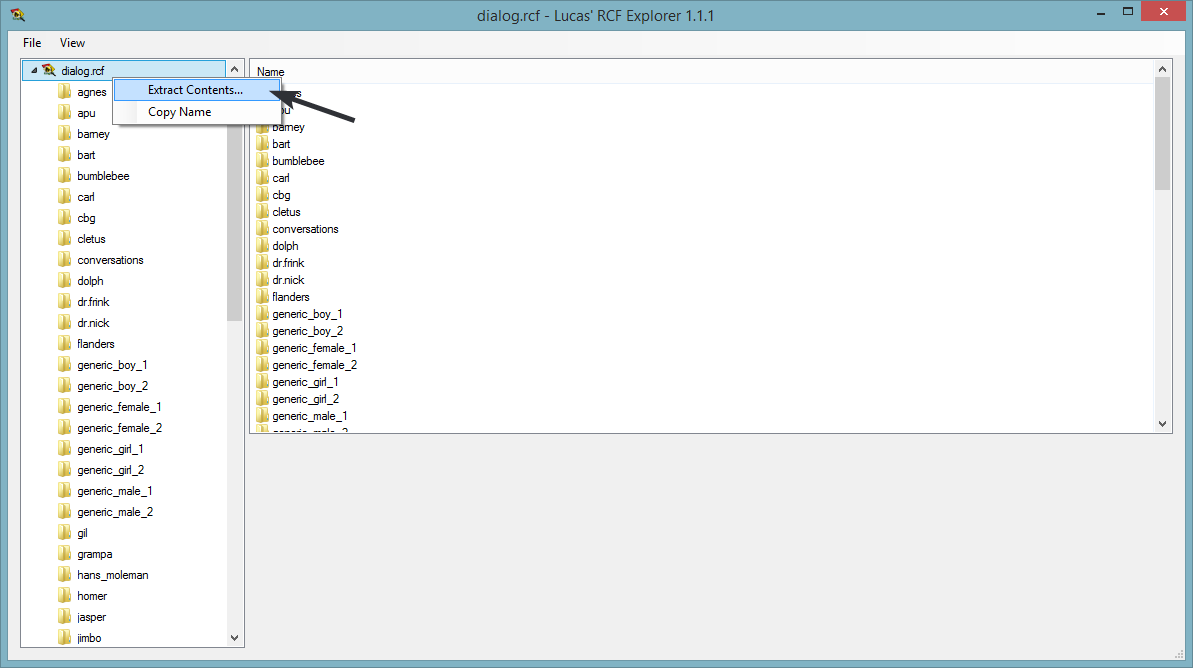 dialog.rcf - Lucas' RCF Explorer 1.1.1
File View
dialog.rcf
agnes
apu
barney
bart
bumblebee
carl
cbg
cletus
conversations
dolph
dr.frink
dr.nick
flanders
generic_boy_1
generic_boy_2
generic_female_1
generic_female_2
generic_girl_1
generic_girl_2
generic_male_1
generic_male_2
gil
grampa
hans_moleman
homer
jasper
jimbo
Extract Contents...
Copy Name
Name
barney
bart
bumblebee
carl
cbg
cletus
conversations
dolph
dr.frink
dr.nick
flanders
generic_boy_1
generic_boy_2
generic_female_1
generic_female_2
generic_girl_1
generic_girl_2
generic_male_1